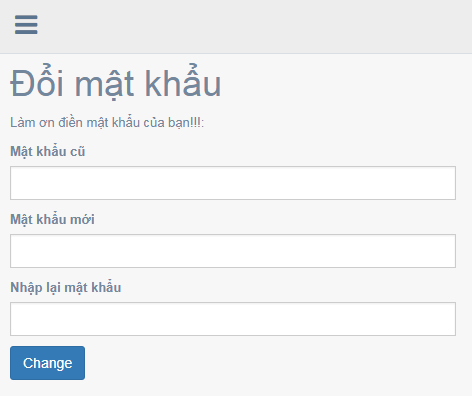 Đổi mật khẩu
Làm ơn điền mật khẩu của bạn!!!:
Mật khẩu cũ
Mật khẩu mới
Nhập lại mật khẩu
Change